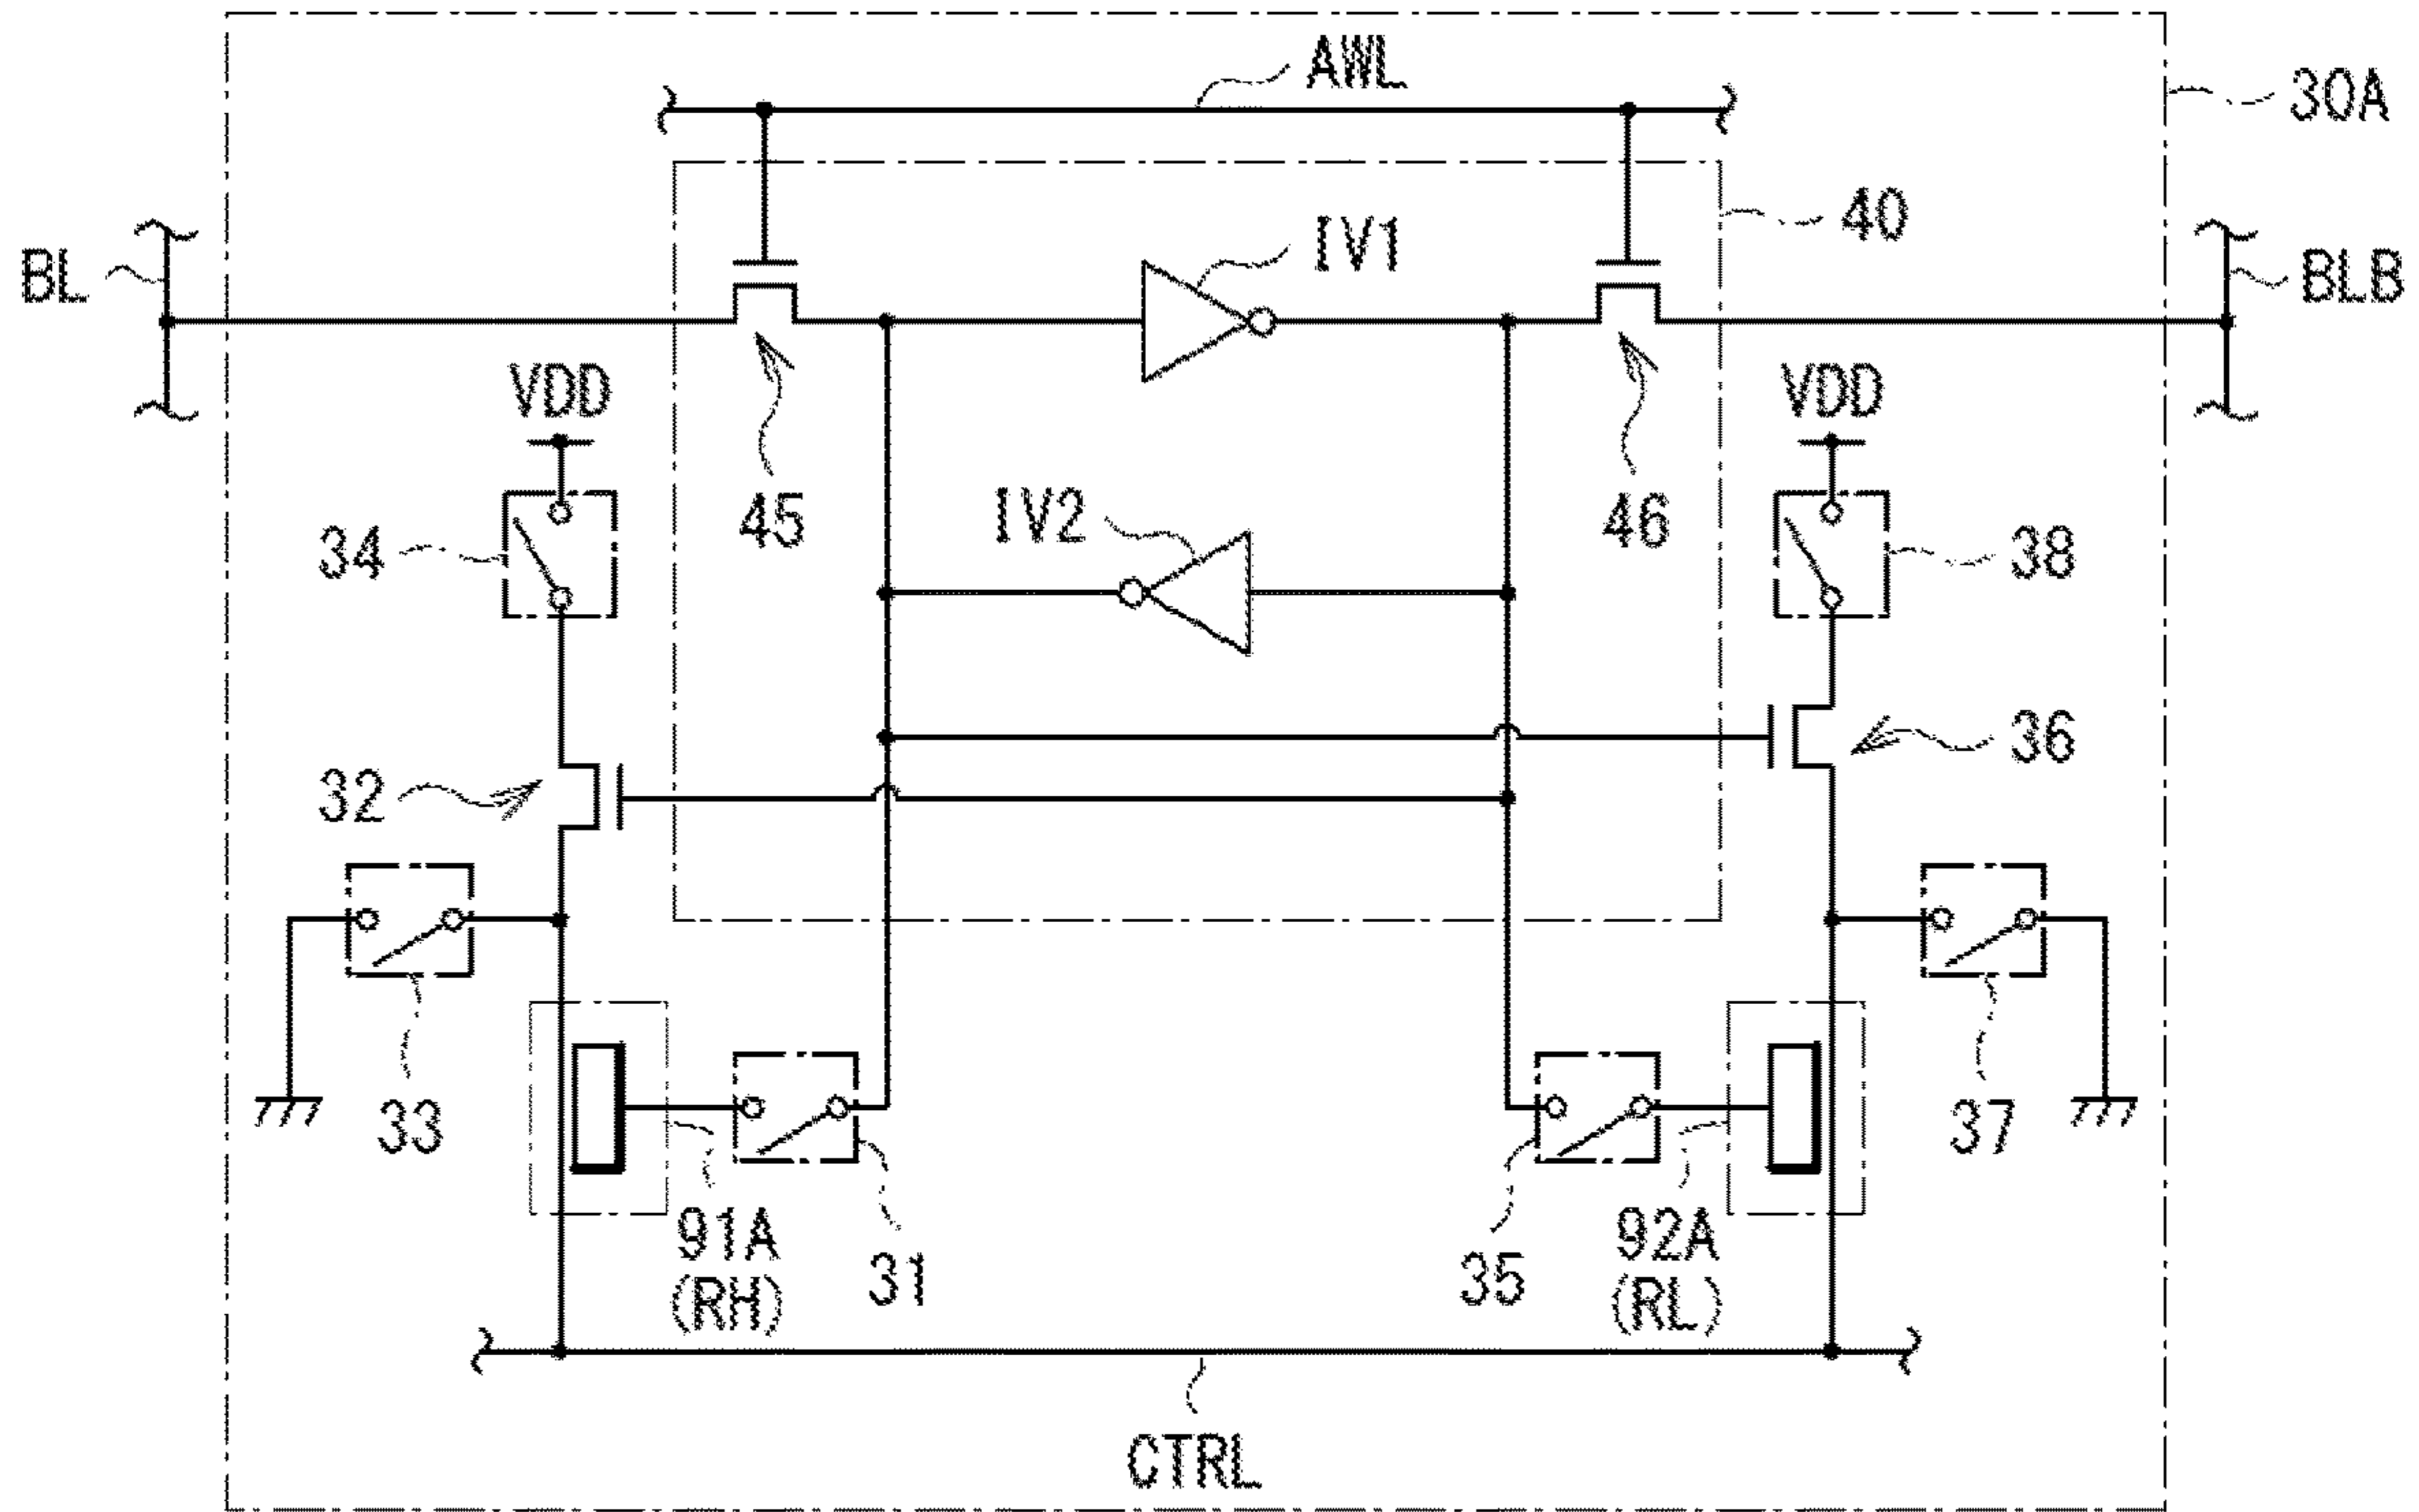 AWL
30A
40
IV1
BL
BLB
VDD
VDD
45
IV2
46
34
38
36
32
33
37
91A
(RH)
31
35
92A
(RL)
CTRL